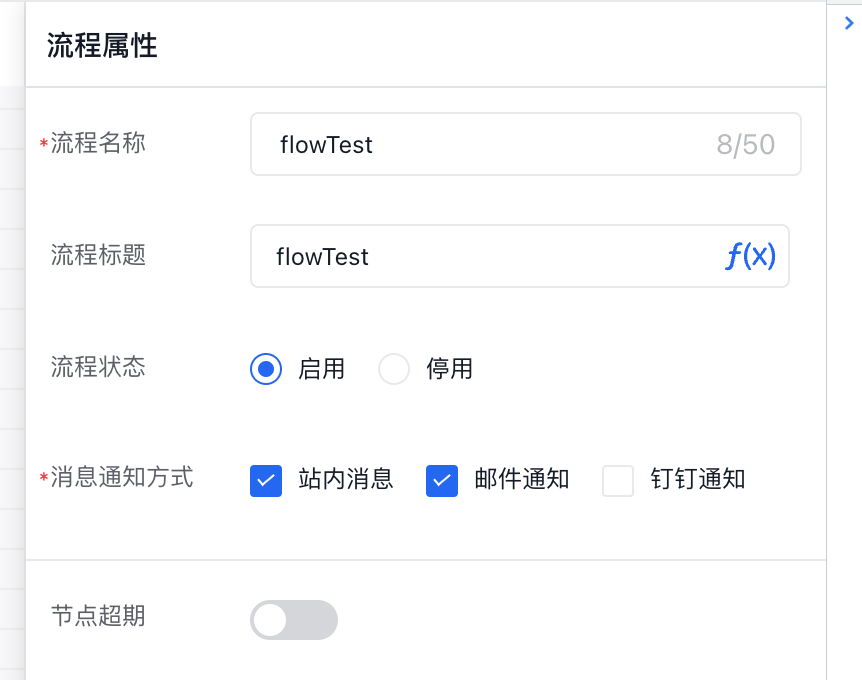 流程属性
*流程名称 flowTest 8/50
流程标题 flowTest ƒ(x)
流程状态 启用 停用
*消息通知方式 站内消息 邮件通知 钉钉通知
节点超期